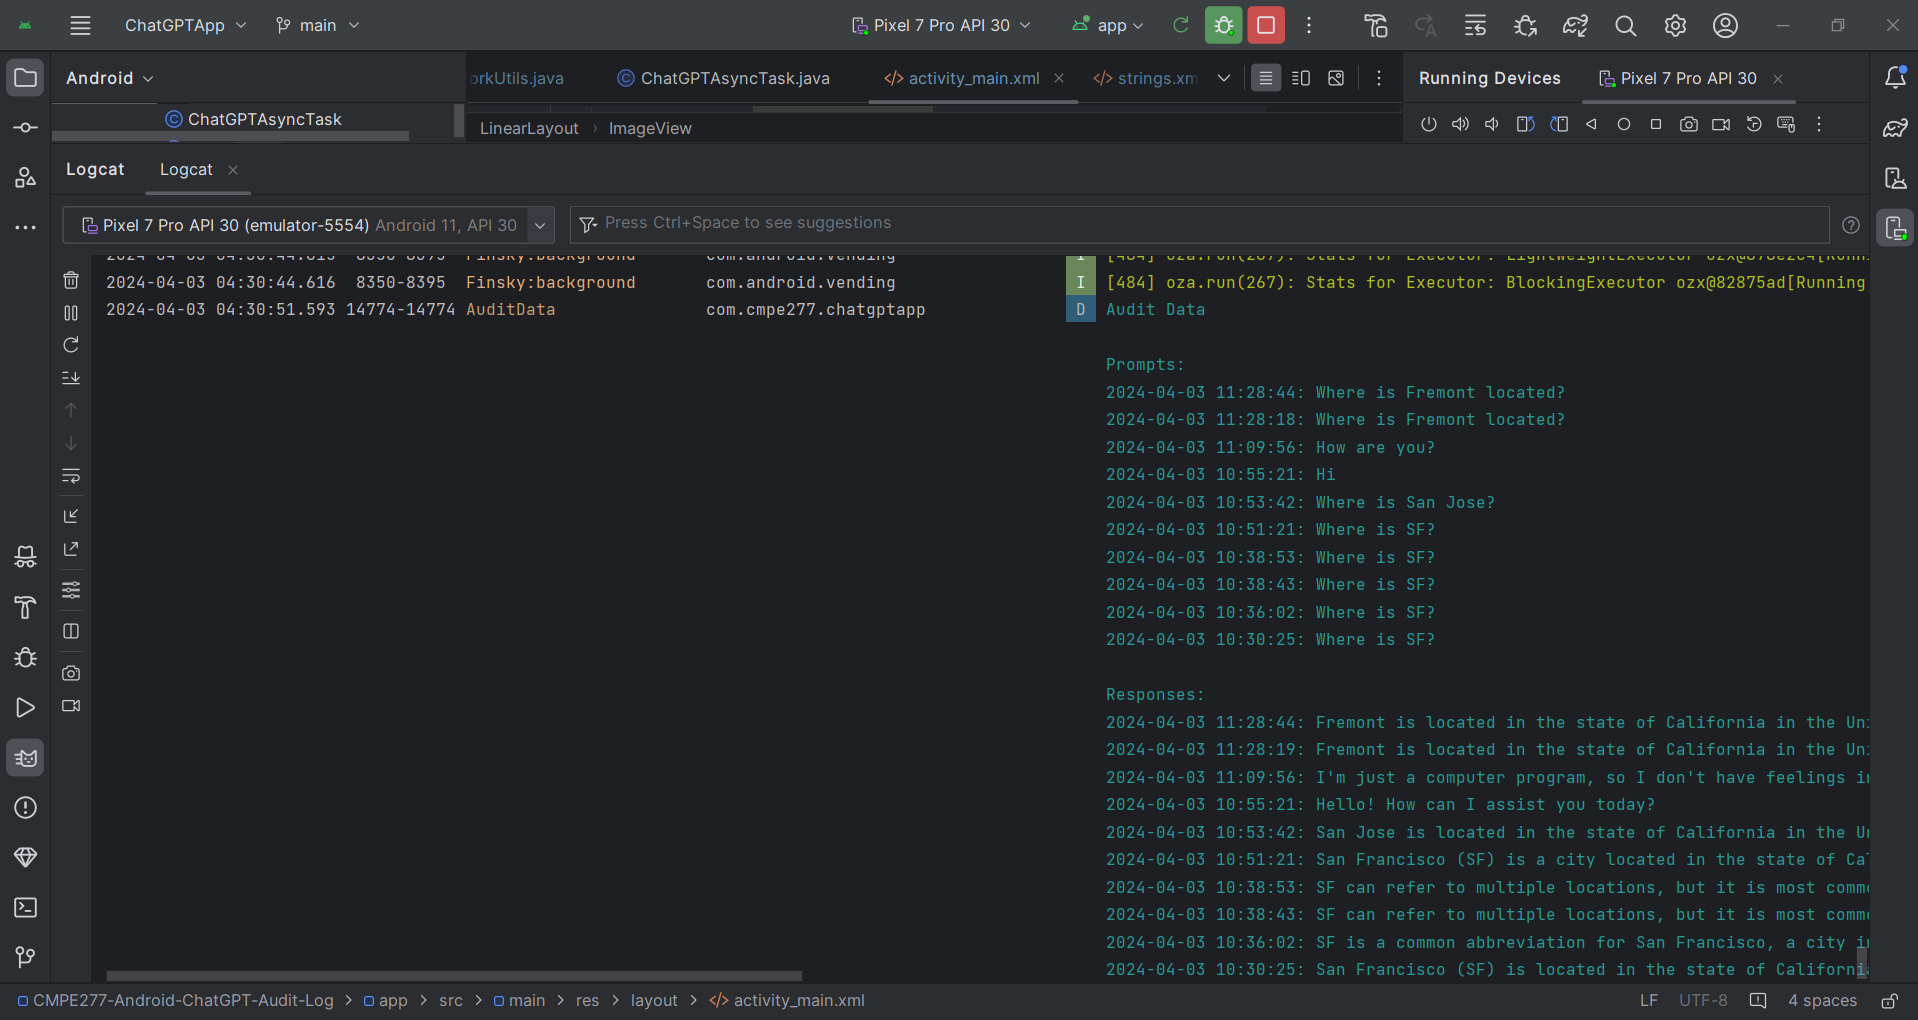 ChatGPTApp
main
Pixel 7 Pro API 30
app
Android
orkUtils.java
ChatGPTAsyncTask.java
activity_main.xml
strings.xm
Running Devices
Pixel 7 Pro API 30
ChatGPTAsyncTask
LinearLayout › ImageView
Logcat
Logcat
Pixel 7 Pro API 30 (emulator-5554) Android 11, API 30
Press Ctrl+Space to see suggestions
2024-04-03 04:30:44.616 8350-8395 Finsky:background com.android.vending I [484] oza.run(267): Stats for Executor: BlockingExecutor ozx@82875ad[Running
2024-04-03 04:30:51.593 14774-14774 AuditData com.cmpe277.chatgptapp D Audit Data
Prompts:
2024-04-03 11:28:44: Where is Fremont located?
2024-04-03 11:28:18: Where is Fremont located?
2024-04-03 11:09:56: How are you?
2024-04-03 10:55:21: Hi
2024-04-03 10:53:42: Where is San Jose?
2024-04-03 10:51:21: Where is SF?
2024-04-03 10:38:53: Where is SF?
2024-04-03 10:38:43: Where is SF?
2024-04-03 10:36:02: Where is SF?
2024-04-03 10:30:25: Where is SF?
Responses:
2024-04-03 11:28:44: Fremont is located in the state of California in the Uni
2024-04-03 11:28:19: Fremont is located in the state of California in the Uni
2024-04-03 11:09:56: I'm just a computer program, so I don't have feelings in
2024-04-03 10:55:21: Hello! How can I assist you today?
2024-04-03 10:53:42: San Jose is located in the state of California in the Un
2024-04-03 10:51:21: San Francisco (SF) is a city located in the state of Cal
2024-04-03 10:38:53: SF can refer to multiple locations, but it is most commo
2024-04-03 10:38:43: SF can refer to multiple locations, but it is most commo
2024-04-03 10:36:02: SF is a common abbreviation for San Francisco, a city in
2024-04-03 10:30:25: San Francisco (SF) is located in the state of California
CMPE277-Android-ChatGPT-Audit-Log > app > src > main > res > layout > activity_main.xml
LF UTF-8 4 spaces